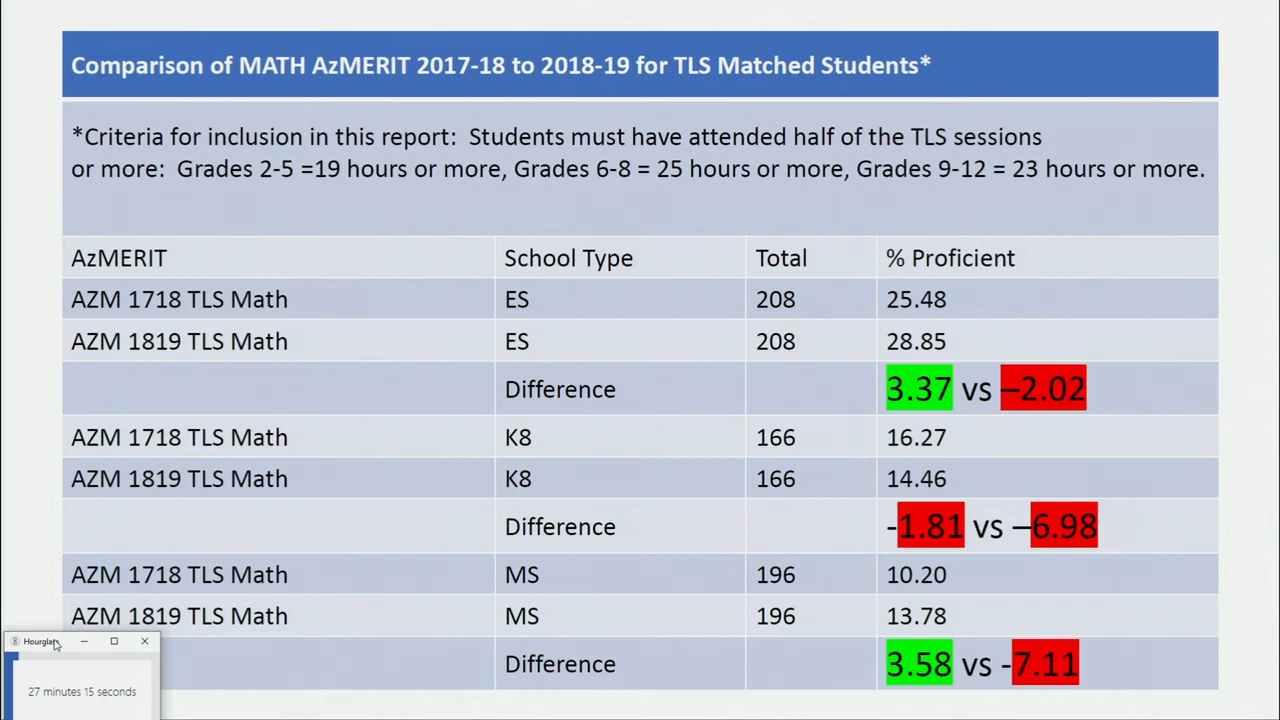 Comparison of MATH AzMERIT 2017-18 to 2018-19 for TLS Matched Students*
*Criteria for inclusion in this report:  Students must have attended half of the TLS sessions
or more:  Grades 2-5 =19 hours or more, Grades 6-8 = 25 hours or more, Grades 9-12 = 23 hours or more.
AzMERIT School Type Total % Proficient
AZM 1718 TLS Math ES 208 25.48
AZM 1819 TLS Math ES 208 28.85
Difference 3.37 vs –2.02
AZM 1718 TLS Math K8 166 16.27
AZM 1819 TLS Math K8 166 14.46
Difference -1.81 vs –6.98
AZM 1718 TLS Math MS 196 10.20
AZM 1819 TLS Math MS 196 13.78
Difference 3.58 vs -7.11
Hourglass
27 minutes 15 seconds